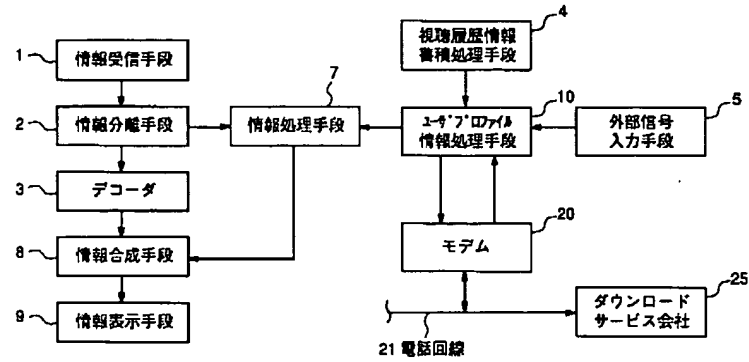 1
情報受信手段
2
情報分離手段
3
デコーダ
8
情報合成手段
9
情報表示手段
7
情報処理手段
4
視聴履歴情報
蓄積処理手段
10
ユーザプロファイル
情報処理手段
5
外部信号
入力手段
20
モデム
21 電話回線
25
ダウンロード
サービス会社